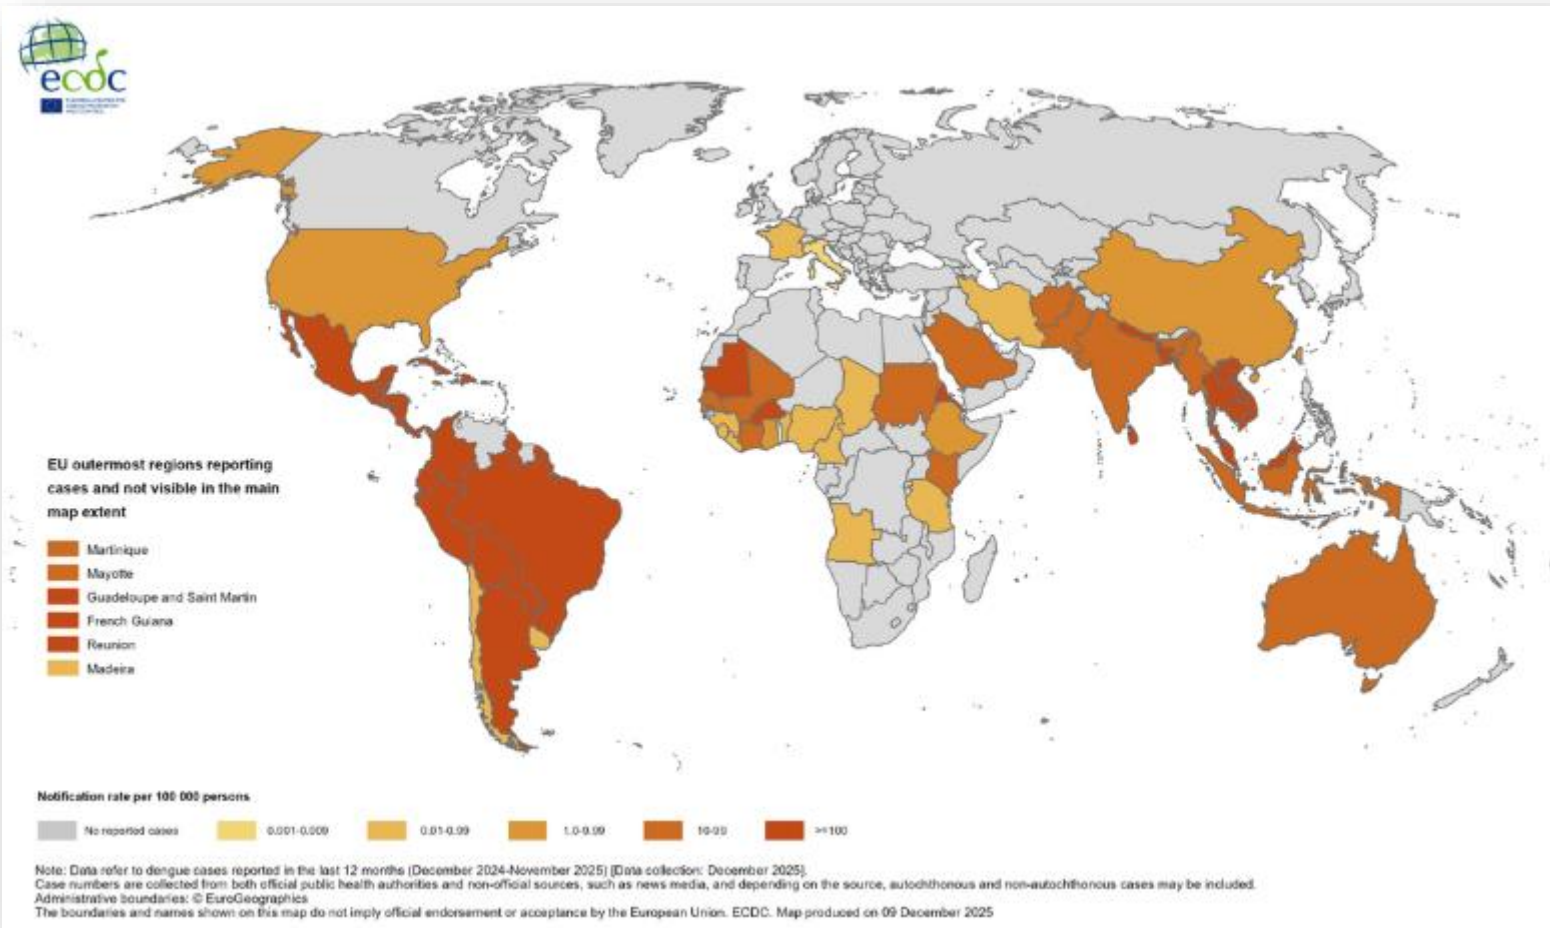 ecdc
EU outermost regions reporting
cases and not visible in the main
map extent
Martinique
Mayotte
Guadeloupe and Saint Martin
French Guiana
Reunion
Madeira
Notification rate per 100 000 persons
No reported cases
0.001-0.009
0.01-0.99
1.0-9.99
10-99
>=100
Note: Data refer to dengue cases reported in the last 12 months (December 2024-November 2025) [Data collection: December 2025].
Case numbers are collected from both official public health authorities and non-official sources, such as news media, and depending on the source, autochthonous and non-autochthonous cases may be included.
Administrative boundaries: © EuroGeographics
The boundaries and names shown on this map do not imply official endorsement or acceptance by the European Union. ECDC. Map produced on 09 December 2025